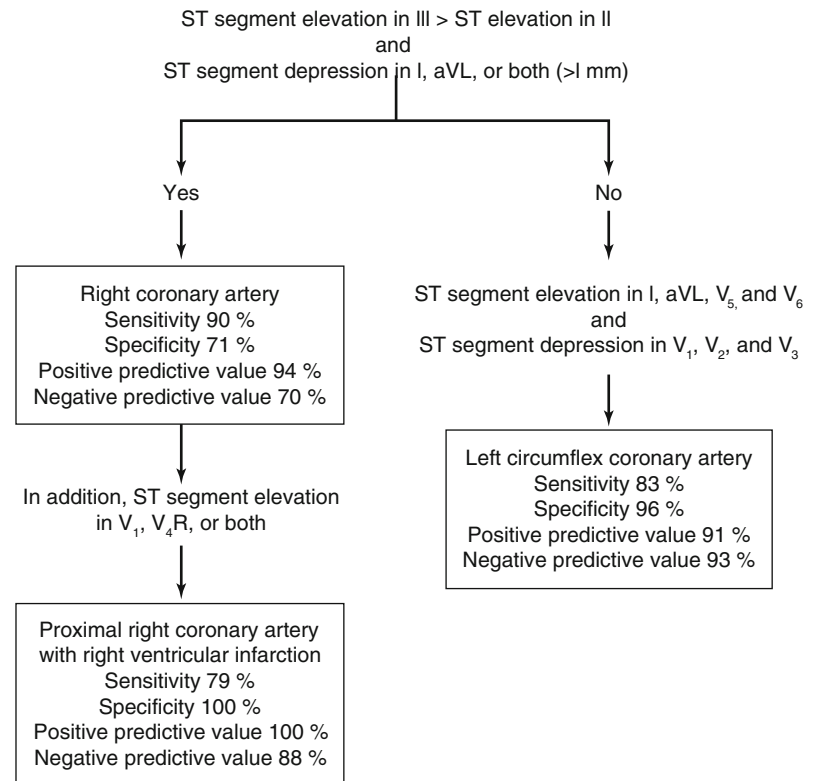 ST segment elevation in III > ST elevation in II
and
ST segment depression in I, aVL, or both (>I mm)
Yes
No
Right coronary artery
Sensitivity 90 %
Specificity 71 %
Positive predictive value 94 %
Negative predictive value 70 %
In addition, ST segment elevation
in V₁, V₄R, or both
Proximal right coronary artery
with right ventricular infarction
Sensitivity 79 %
Specificity 100 %
Positive predictive value 100 %
Negative predictive value 88 %
ST segment elevation in I, aVL, V₅, and V₆
and
ST segment depression in V₁, V₂, and V₃
Left circumflex coronary artery
Sensitivity 83 %
Specificity 96 %
Positive predictive value 91 %
Negative predictive value 93 %